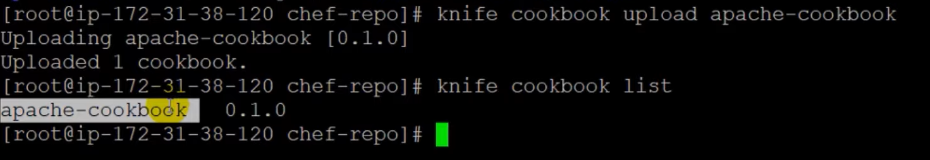 [root@ip-172-31-38-120 chef-repo]# knife cookbook upload apache-cookbook
Uploading apache-cookbook [0.1.0]
Uploaded 1 cookbook.
[root@ip-172-31-38-120 chef-repo]# knife cookbook list
apache-cookbook   0.1.0
[root@ip-172-31-38-120 chef-repo]#